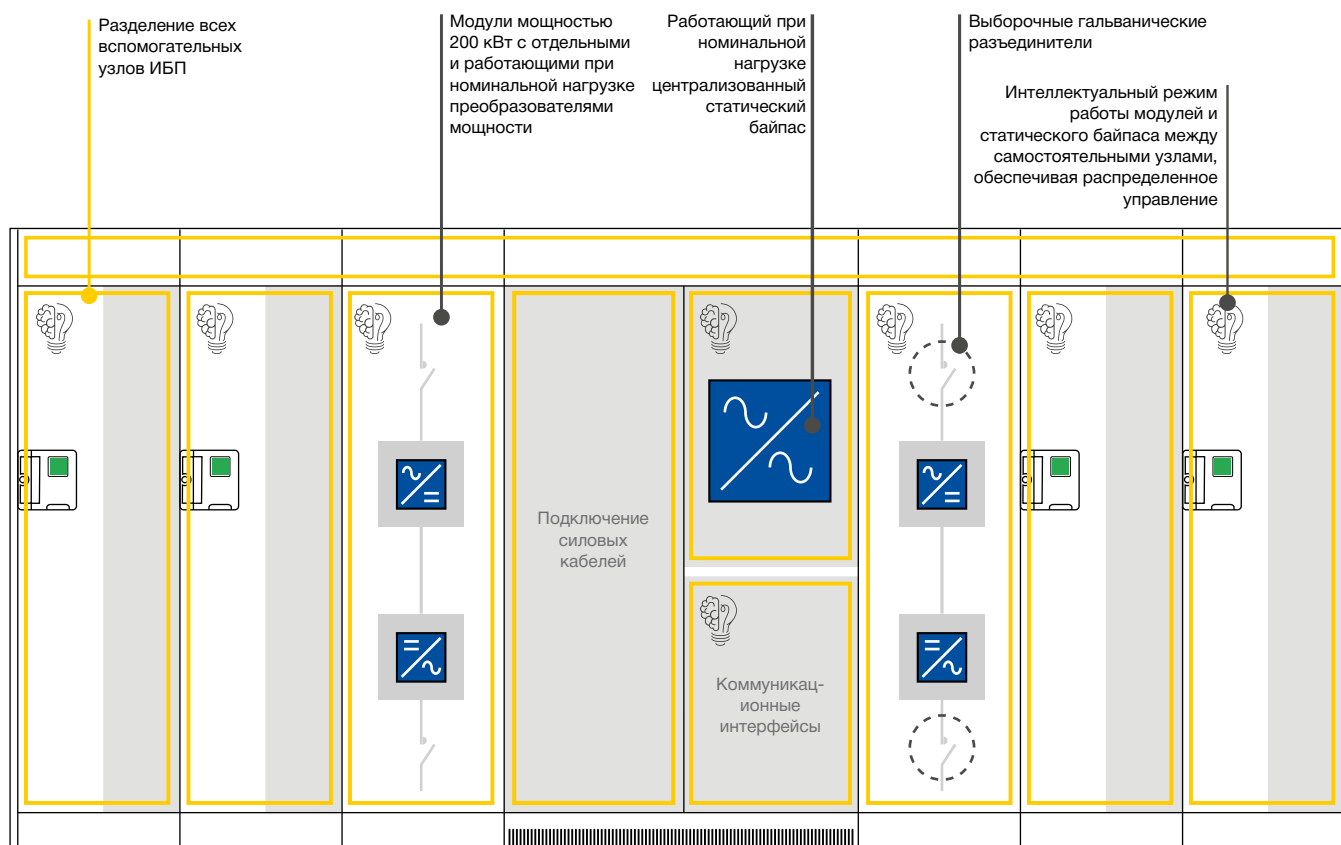 Разделение всех
вспомогательных
узлов ИБП
Модули мощностью
200 кВт с отдельными
и работающими при
номинальной нагрузке
преобразователями
мощности
Работающий при
номинальной
нагрузке
централизованный
статический
байпас
Выборочные гальванические
разъединители
Интеллектуальный режим
работы модулей и
статического байпаса между
самостоятельными узлами,
обеспечивая распределенное
управление
Подключение
силовых
кабелей
Коммуникац-
ионные
интерфейсы